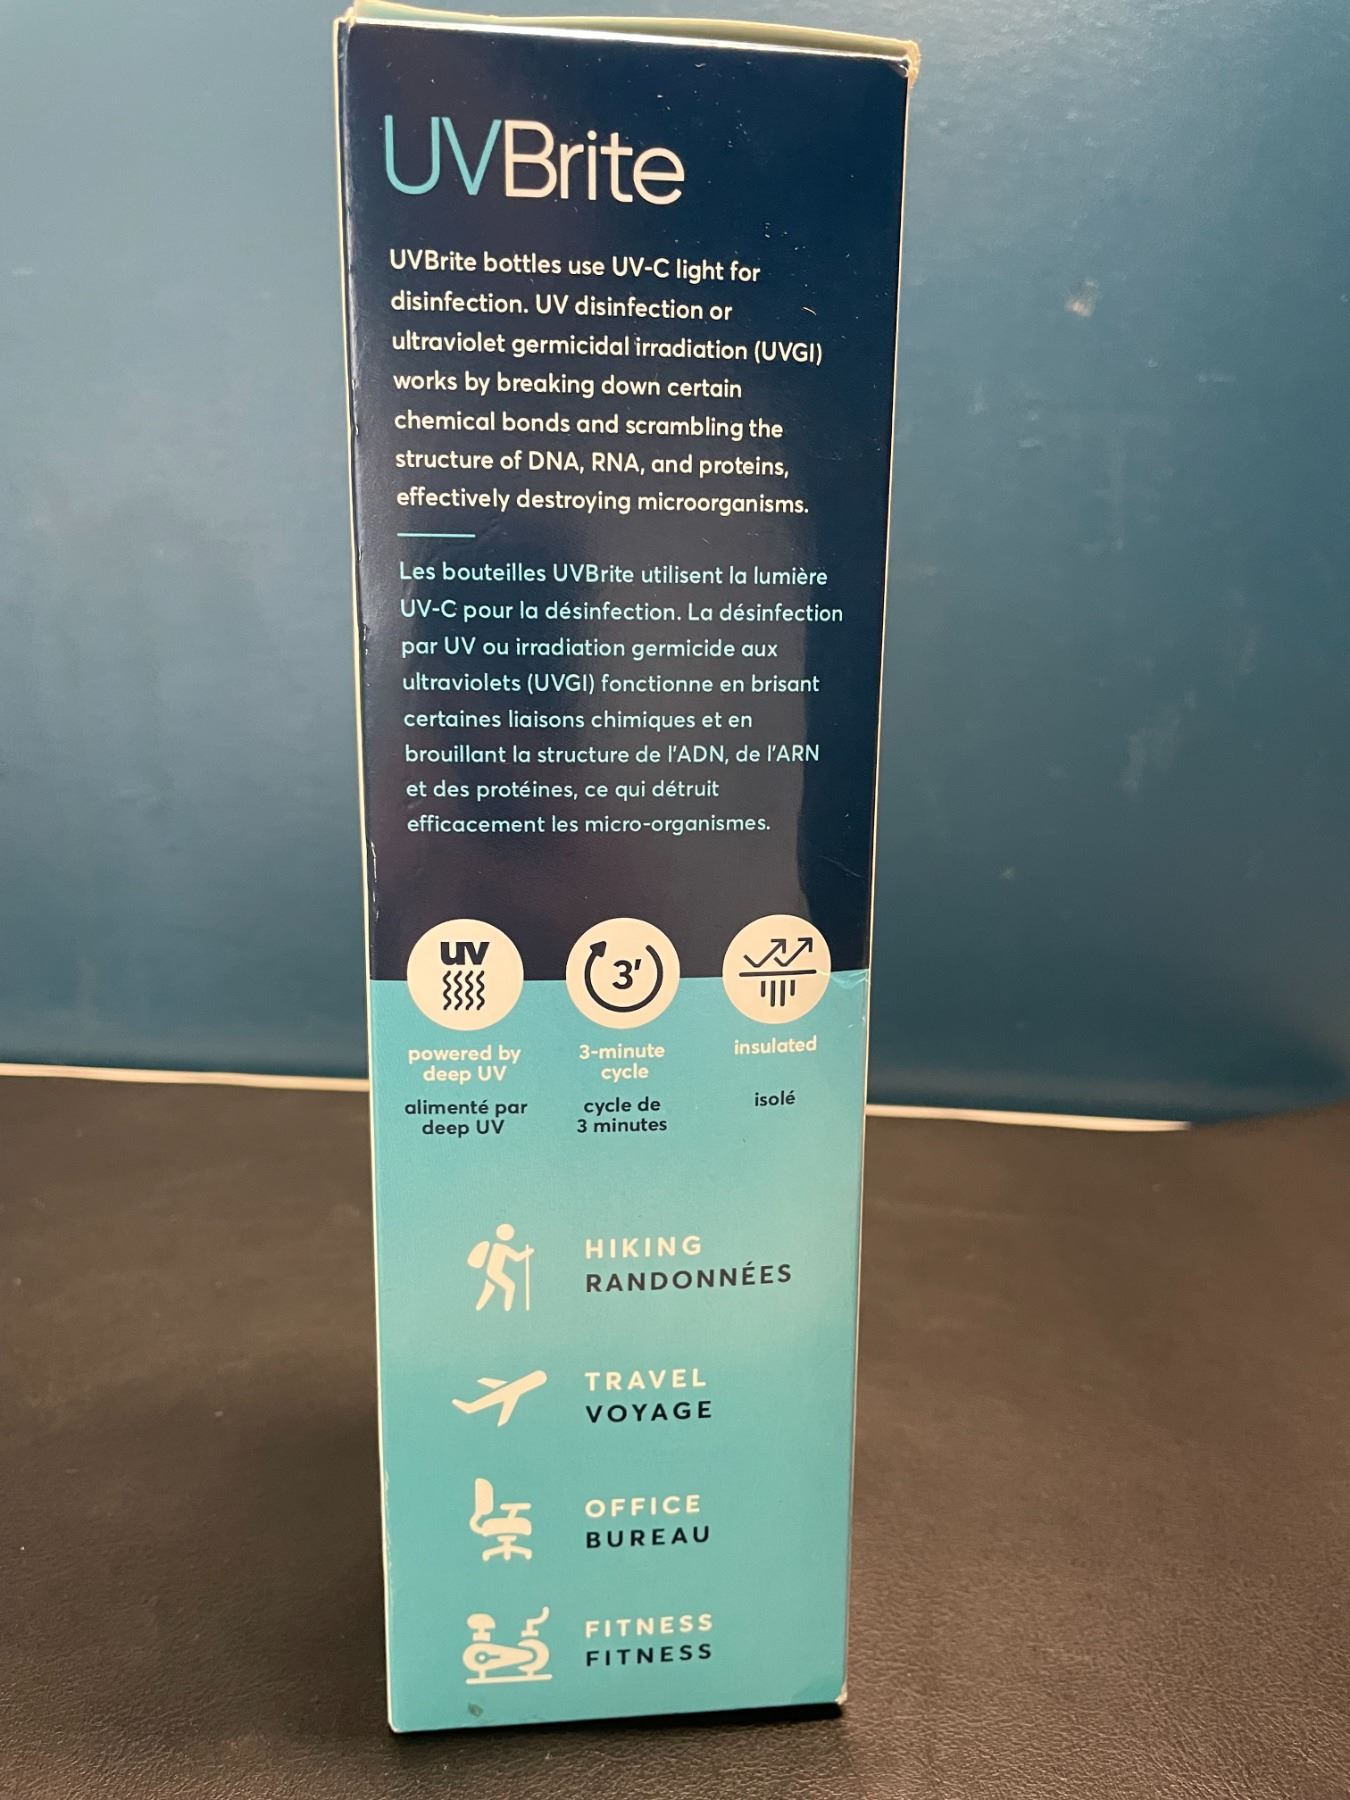 UVBrite
UVBrite bottles use UV-C light for
disinfection. UV disinfection or
ultraviolet germicidal irradiation (UVGI)
works by breaking down certain
chemical bonds and scrambling the
structure of DNA, RNA, and proteins,
effectively destroying microorganisms.
Les bouteilles UVBrite utilisent la lumière
UV-C pour la désinfection. La désinfection
par UV ou irradiation germicide aux
ultraviolets (UVGI) fonctionne en brisant
certaines liaisons chimiques et en
brouillant la structure de l'ADN, de l'ARN
et des protéines, ce qui détruit
efficacement les micro-organismes.
UV
powered by
deep UV
alimenté par
deep UV
3'
3-minute
cycle
cycle de
3 minutes
insulated
isolé
HIKING
RANDONNÉES
TRAVEL
VOYAGE
OFFICE
BUREAU
FITNESS
FITNESS